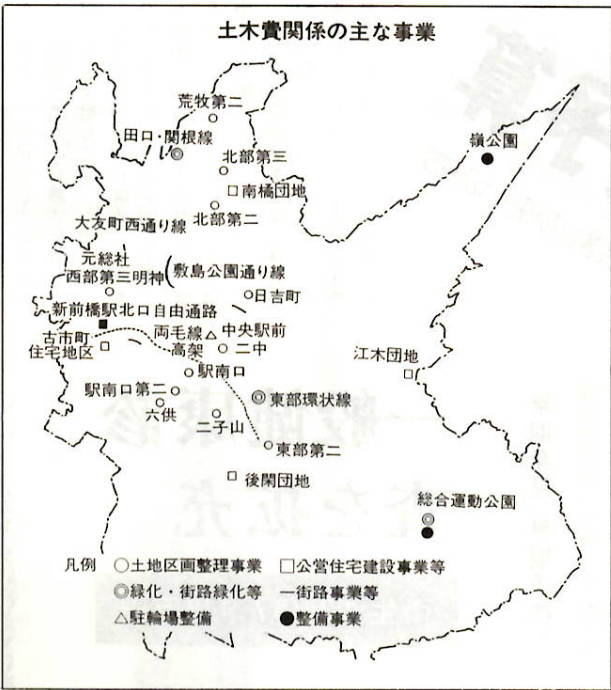 土木費関係の主な事業
荒牧第二
田口・関根線
嶺公園
北部第三
南橘団地
北部第二
大友町西通り線
元総社
西部第三明神
敷島公園通り線
日吉町
新前橋駅北口自由通路
古市町
住宅地区
両毛線
高架
中央駅前
二中
江木団地
駅南口
駅南口第二
六供
二子山
東部環状線
東部第二
後閑団地
総合運動公園
凡例 ○土地区画整理事業 □公営住宅建設事業等
◎緑化・街路緑化等 ―街路事業等
△駐輪場整備 ●整備事業